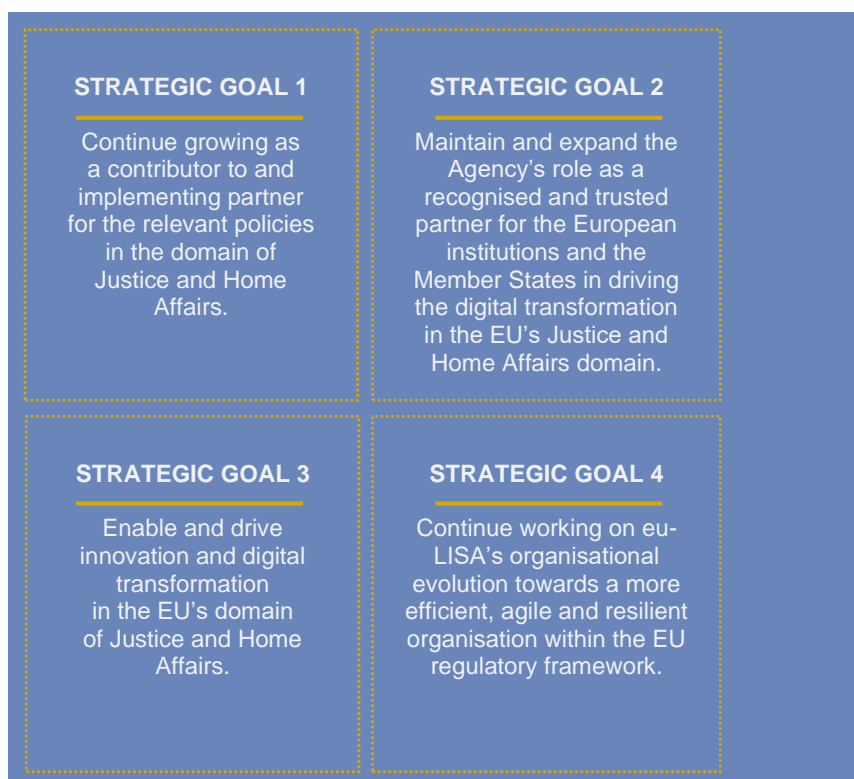 STRATEGIC GOAL 1
Continue growing as
a contributor to and
implementing partner
for the relevant policies
in the domain of
Justice and Home
Affairs.
STRATEGIC GOAL 2
Maintain and expand the
Agency’s role as a
recognised and trusted
partner for the European
institutions and the
Member States in driving
the digital transformation
in the EU’s Justice and
Home Affairs domain.
STRATEGIC GOAL 3
Enable and drive
innovation and digital
transformation
in the EU’s domain
of Justice and Home
Affairs.
STRATEGIC GOAL 4
Continue working on eu-
LISA’s organisational
evolution towards a more
efficient, agile and resilient
organisation within the EU
regulatory framework.